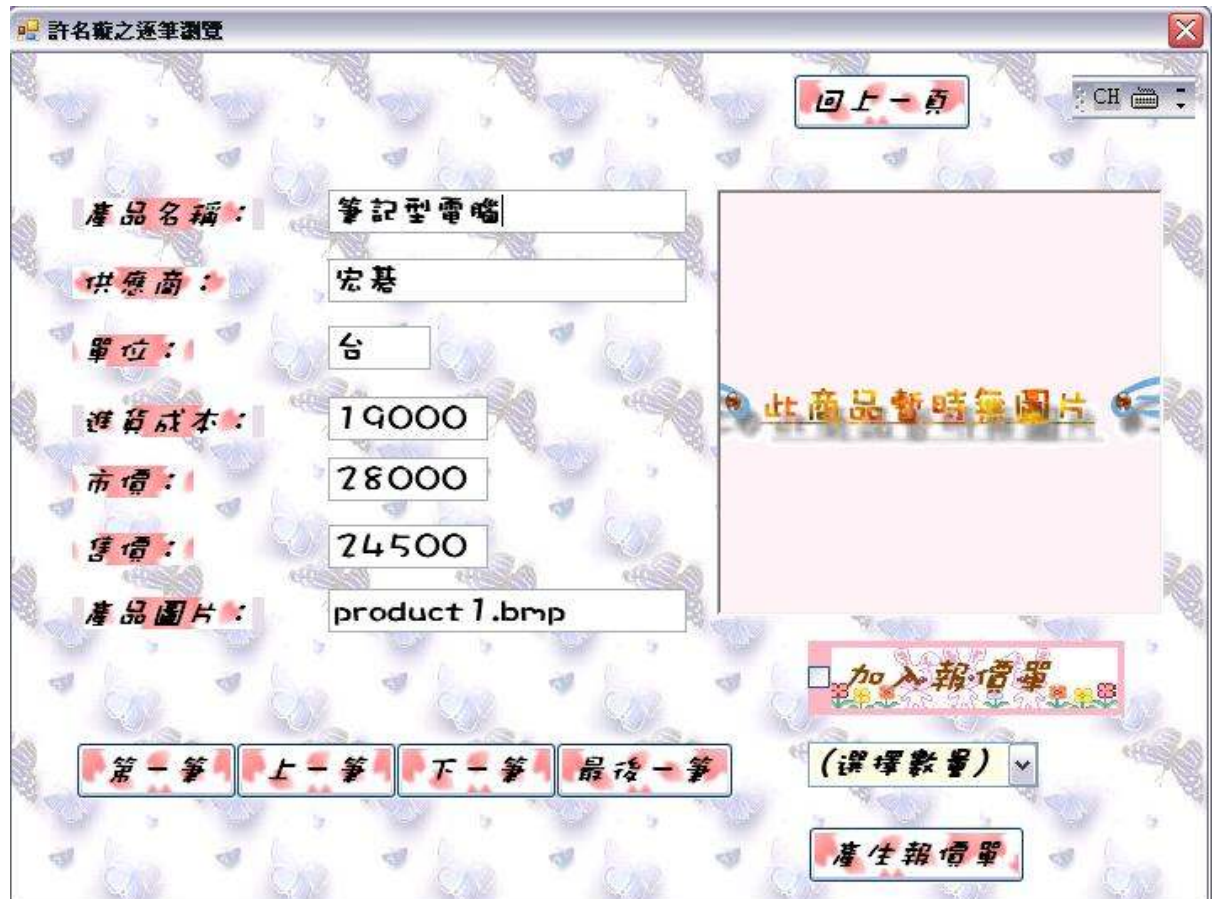 許名癡之逐筆瀏覽
回上一頁
CH
產品名稱： 筆記型電腦
供應商： 宏碁
單位： 台
進貨成本： 19000
市價： 28000
售價： 24500
產品圖片： product1.bmp
此商品暫時無圖片
加入報價單
第一筆 上一筆 下一筆 最後一筆
(選擇數量)
產生報價單